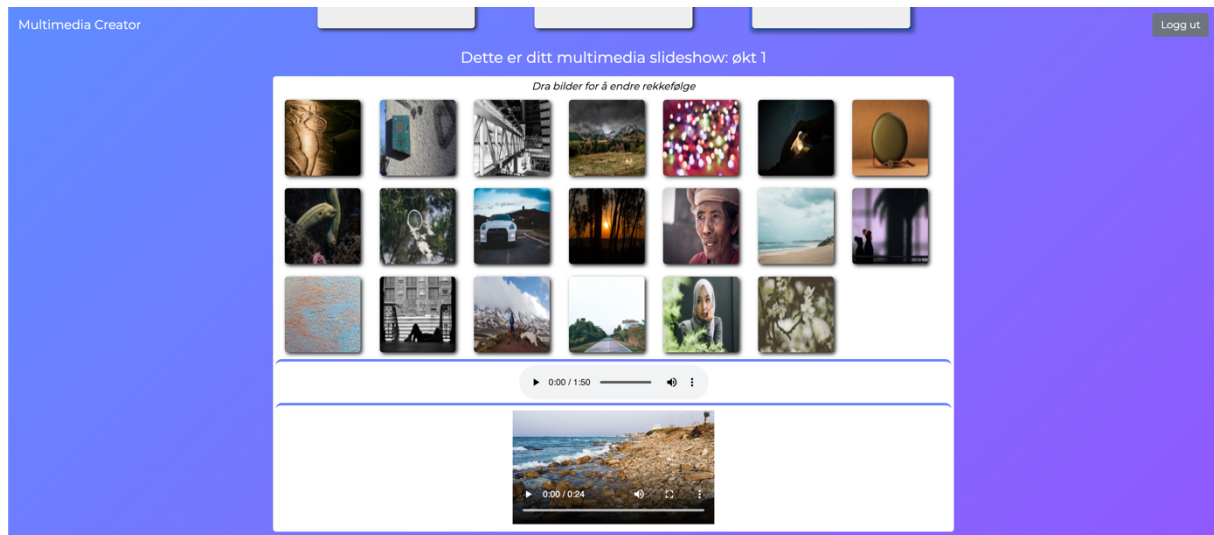 Multimedia Creator
Logg ut
Dette er ditt multimedia slideshow: økt 1
Dra bilder for å endre rekkefølge
0:00 / 1:50
0:00 / 0:24